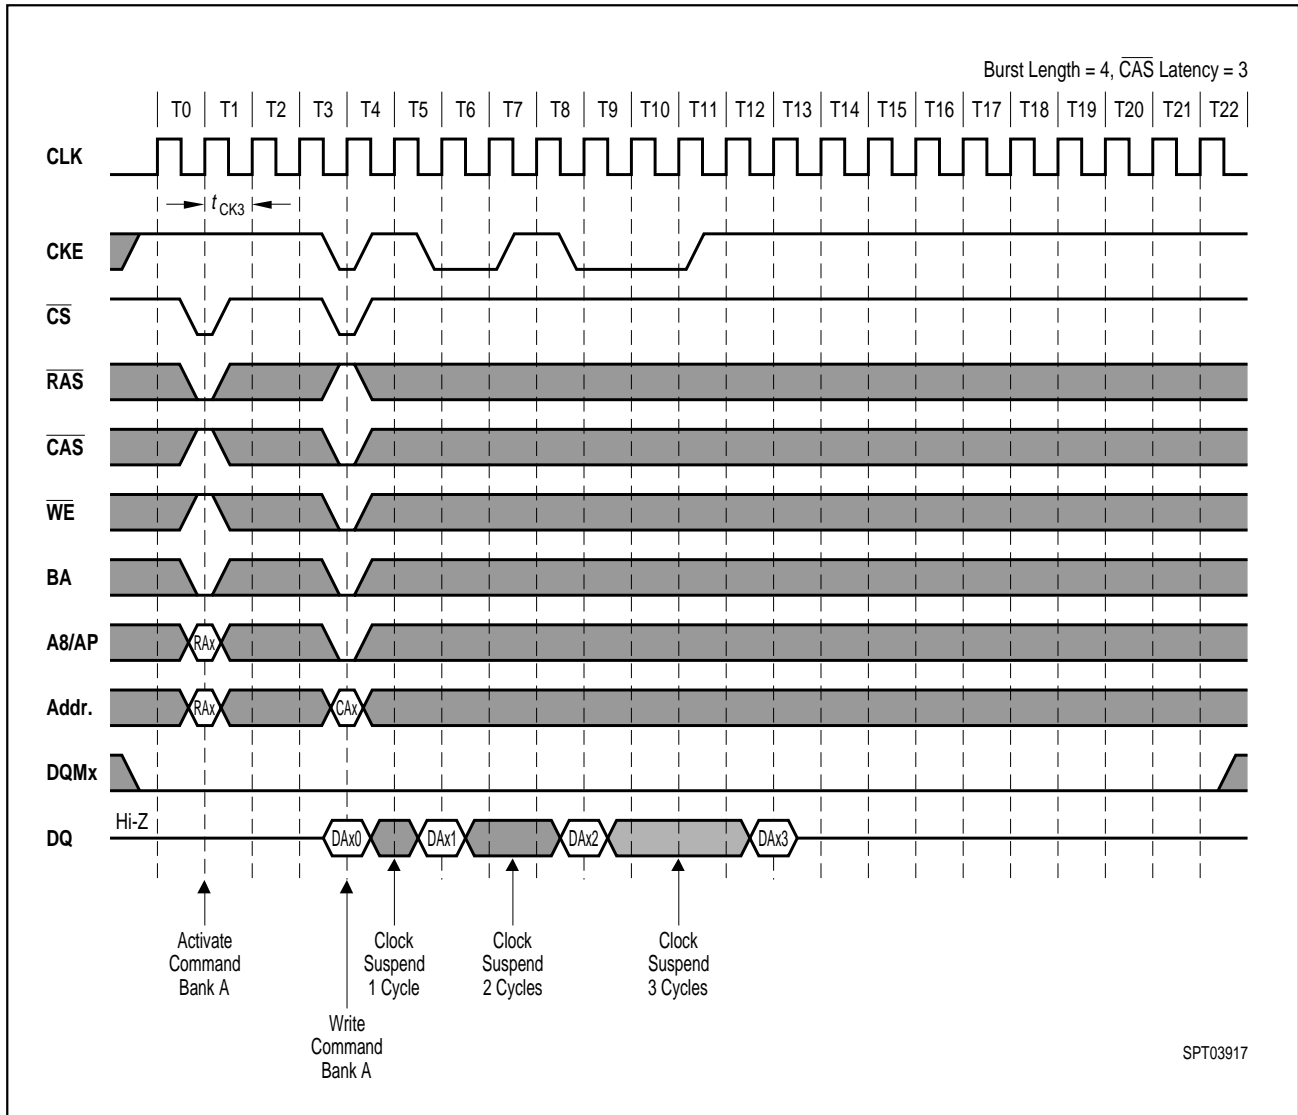 Burst Length = 4, CAS Latency = 3
T0 T1 T2 T3 T4 T5 T6 T7 T8 T9 T10 T11 T12 T13 T14 T15 T16 T17 T18 T19 T20 T21 T22
CLK
t CK3
CKE
CS
RAS
CAS
WE
BA
A8/AP RAx
Addr. RAx CAx
DQMx
Hi-Z
DQ DAx0 DAx1 DAx2 DAx3
Activate
Command
Bank A
Write
Command
Bank A
Clock
Suspend
1 Cycle
Clock
Suspend
2 Cycles
Clock
Suspend
3 Cycles
SPT03917